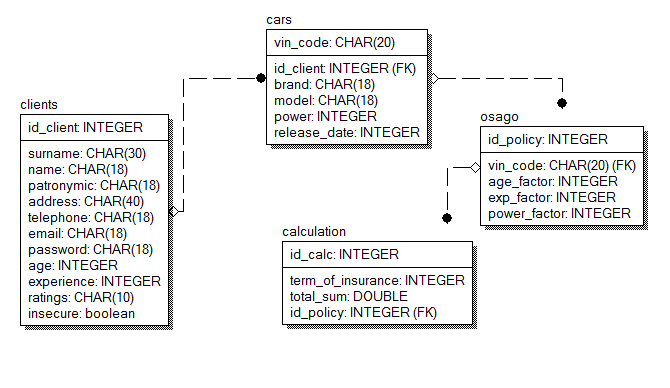 cars
vin_code: CHAR(20)
id_client: INTEGER (FK)
brand: CHAR(18)
model: CHAR(18)
power: INTEGER
release_date: INTEGER
clients
id_client: INTEGER
surname: CHAR(30)
name: CHAR(18)
patronymic: CHAR(18)
address: CHAR(40)
telephone: CHAR(18)
email: CHAR(18)
password: CHAR(18)
age: INTEGER
experience: INTEGER
ratings: CHAR(10)
insecure: boolean
osago
id_policy: INTEGER
vin_code: CHAR(20) (FK)
age_factor: INTEGER
exp_factor: INTEGER
power_factor: INTEGER
calculation
id_calc: INTEGER
term_of_insurance: INTEGER
total_sum: DOUBLE
id_policy: INTEGER (FK)